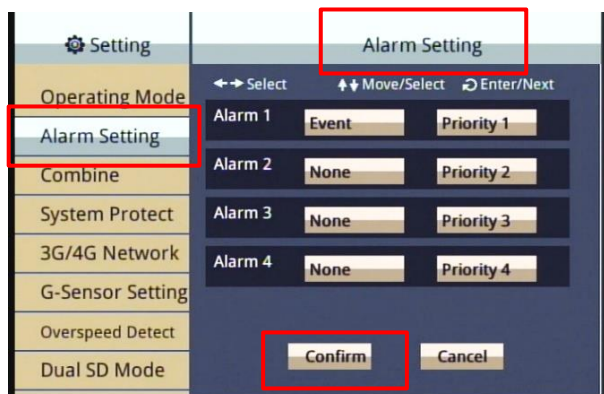 Setting
Alarm Setting
Select Move/Select Enter/Next
Operating Mode
Alarm Setting
Combine
System Protect
3G/4G Network
G-Sensor Setting
Overspeed Detect
Dual SD Mode
Alarm 1 Event Priority 1
Alarm 2 None Priority 2
Alarm 3 None Priority 3
Alarm 4 None Priority 4
Confirm Cancel